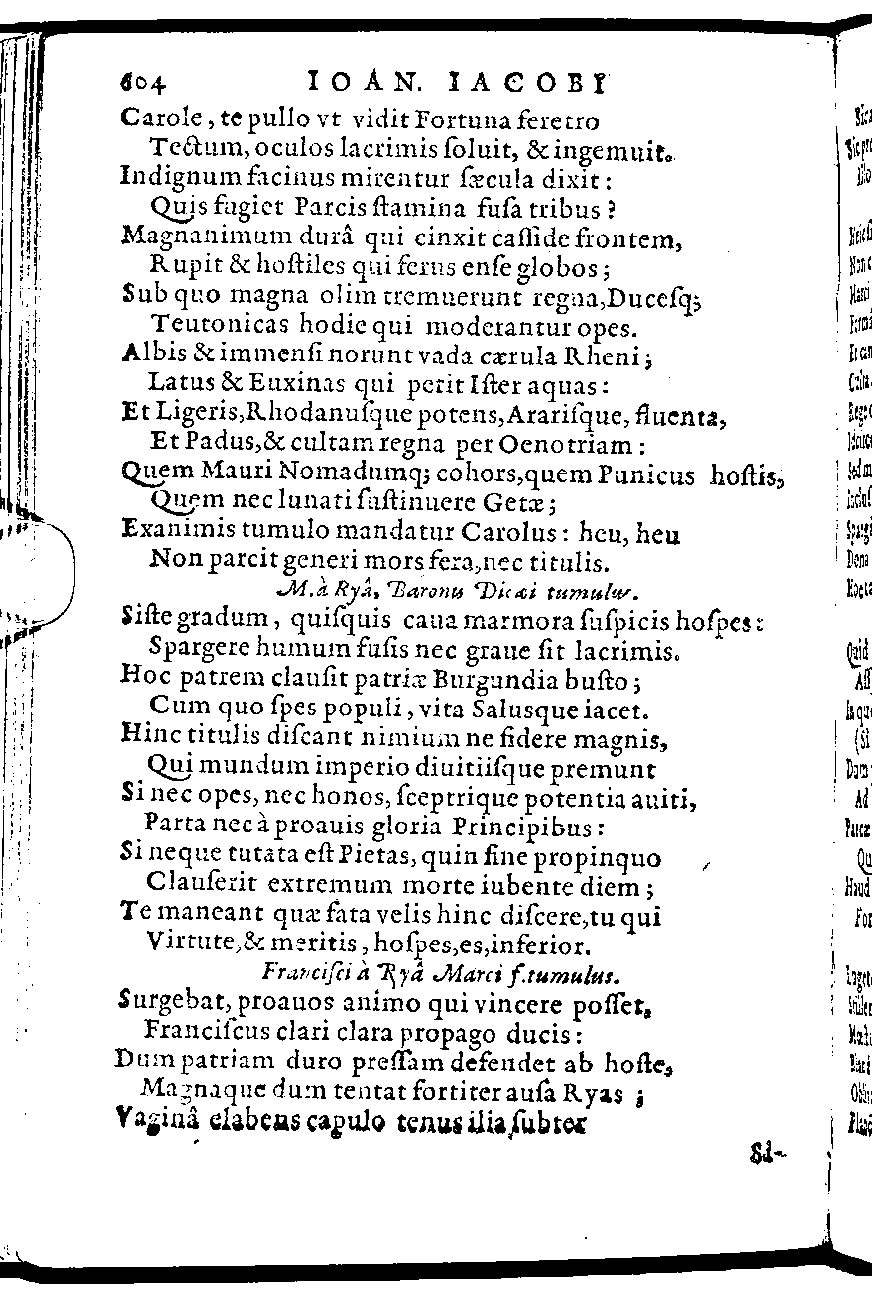 604 IOAN. IACOBI
Carole, te pullo vt vidit Fortuna feretro
Tectum, oculos lacrimis ſoluit, & ingemuit.
Indignum facinus mirentur ſæcula dixit:
Quis fugiet Parcis ſtamina fuſa tribus?
Magnanimum durâ qui cinxit caſſide frontem,
Rupit & hoſtiles qui ferus enſe globos;
Sub quo magna olim tremuerunt regna, Duceſq;
Teutonicas hodie qui moderantur opes.
Albis & immenſi norunt vada cærula Rheni;
Latus & Euxinas qui petit Iſter aquas:
Et Ligeris, Rhodanuſque potens, Arariſque, fluenta,
Et Padus, & cultam regna per Oenotriam:
Quem Mauri Nomadumq; cohors, quem Punicus hoſtis,
Quem nec lunati ſuſtinuere Getæ;
Exanimis tumulo mandatur Carolus: heu, heu
Non parcit generi mors fera, nec titulis.
M. à Ryâ, Baronis Dicæi tumulus.
Siſte gradum, quiſquis caua marmora ſuſpicis hoſpes:
Spargere humum fuſis nec graue ſit lacrimis.
Hoc patrem clauſit patriæ Burgundia buſto;
Cum quo ſpes populi, vita Salusque iacet.
Hinc titulis diſcant nimium ne fidere magnis,
Qui mundum imperio diuitiiſque premunt
Si nec opes, nec honos, ſceptrique potentia auiti,
Parta nec à proauis gloria Principibus:
Si neque tutata eſt Pietas, quin fine propinquo
Clauſerit extremum morte iubente diem;
Te maneant quæ fata velis hinc diſcere, tu qui
Virtute, & meritis, hoſpes, es, inferior.
Franciſci à Ryâ Marci f. tumulus.
Surgebat, proauos animo qui vincere poſſet,
Franciſcus clari clara propago ducis:
Dum patriam duro preſſam defendet ab hoſte,
Magnaque dum tentat fortiter auſa Ryas;
Vaginâ elabens capulo tenus ilia ſubter
Si-